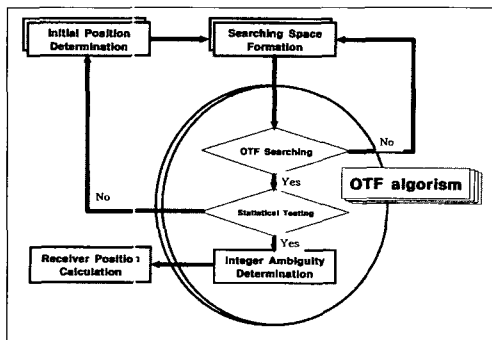 Initial Position
Determination
Searching Space
Formation
No
OTF Searching
Yes
OTF algorism
No
Statistical Testing
Yes
Receiver Position
Calculation
Integer Ambiguity
Determination